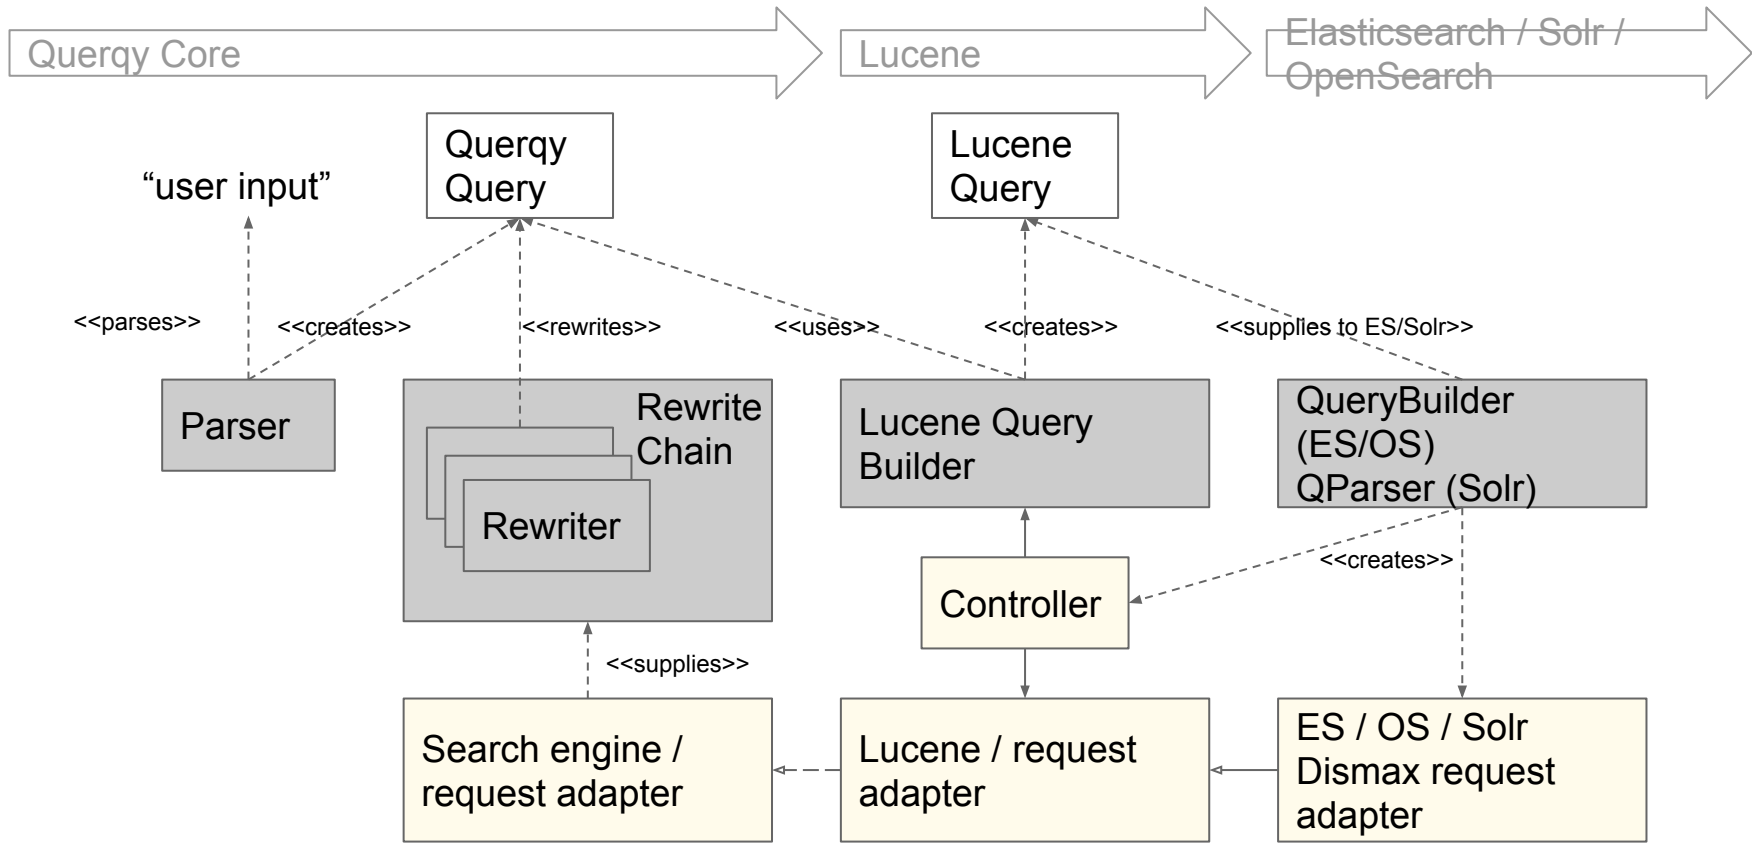 Querqy Core
Lucene
Elasticsearch / Solr /
OpenSearch
“user input”
Querqy
Query
Lucene
Query
<<parses>>
<<creates>>
<<rewrites>>
<<uses>>
<<creates>>
<<supplies to ES/Solr>>
Parser
Rewrite
Chain
Rewriter
Lucene Query
Builder
QueryBuilder
(ES/OS)
QParser (Solr)
<<creates>>
Controller
<<supplies>>
Search engine /
request adapter
Lucene / request
adapter
ES / OS / Solr
Dismax request
adapter